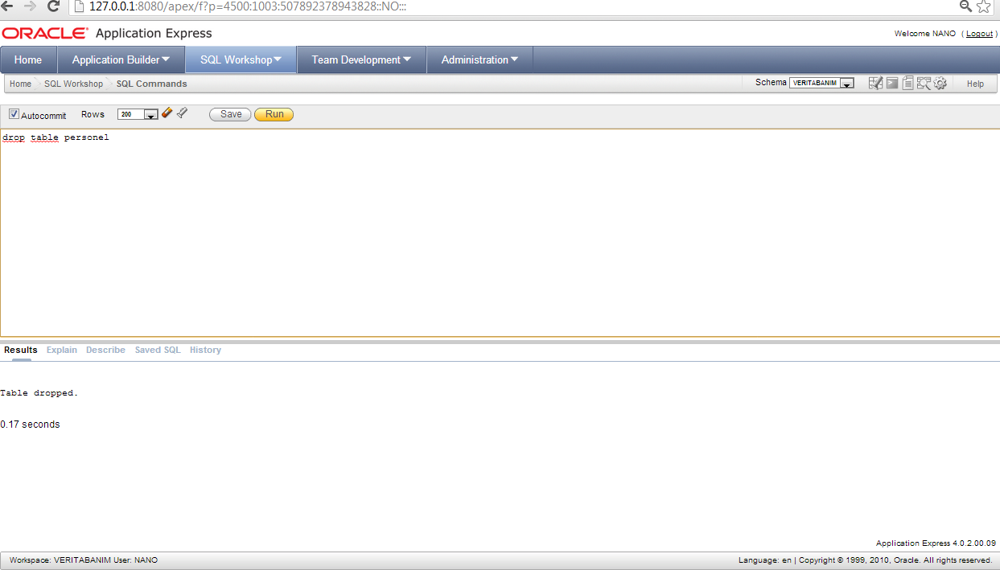 127.0.0.1:8080/apex/f?p=4500:1003:507892378943828::NO:::
ORACLE Application Express
Welcome NANO ( Logout )
Home Application Builder SQL Workshop Team Development Administration
Home SQL Workshop SQL Commands Schema VERITABANIM Help
Autocommit Rows 200 Save Run
drop table personel
Results Explain Describe Saved SQL History
Table dropped.
0.17 seconds
Application Express 4.0.2.00.09
Workspace: VERITABANIM User: NANO Language: en | Copyright © 1999, 2010, Oracle. All rights reserved.